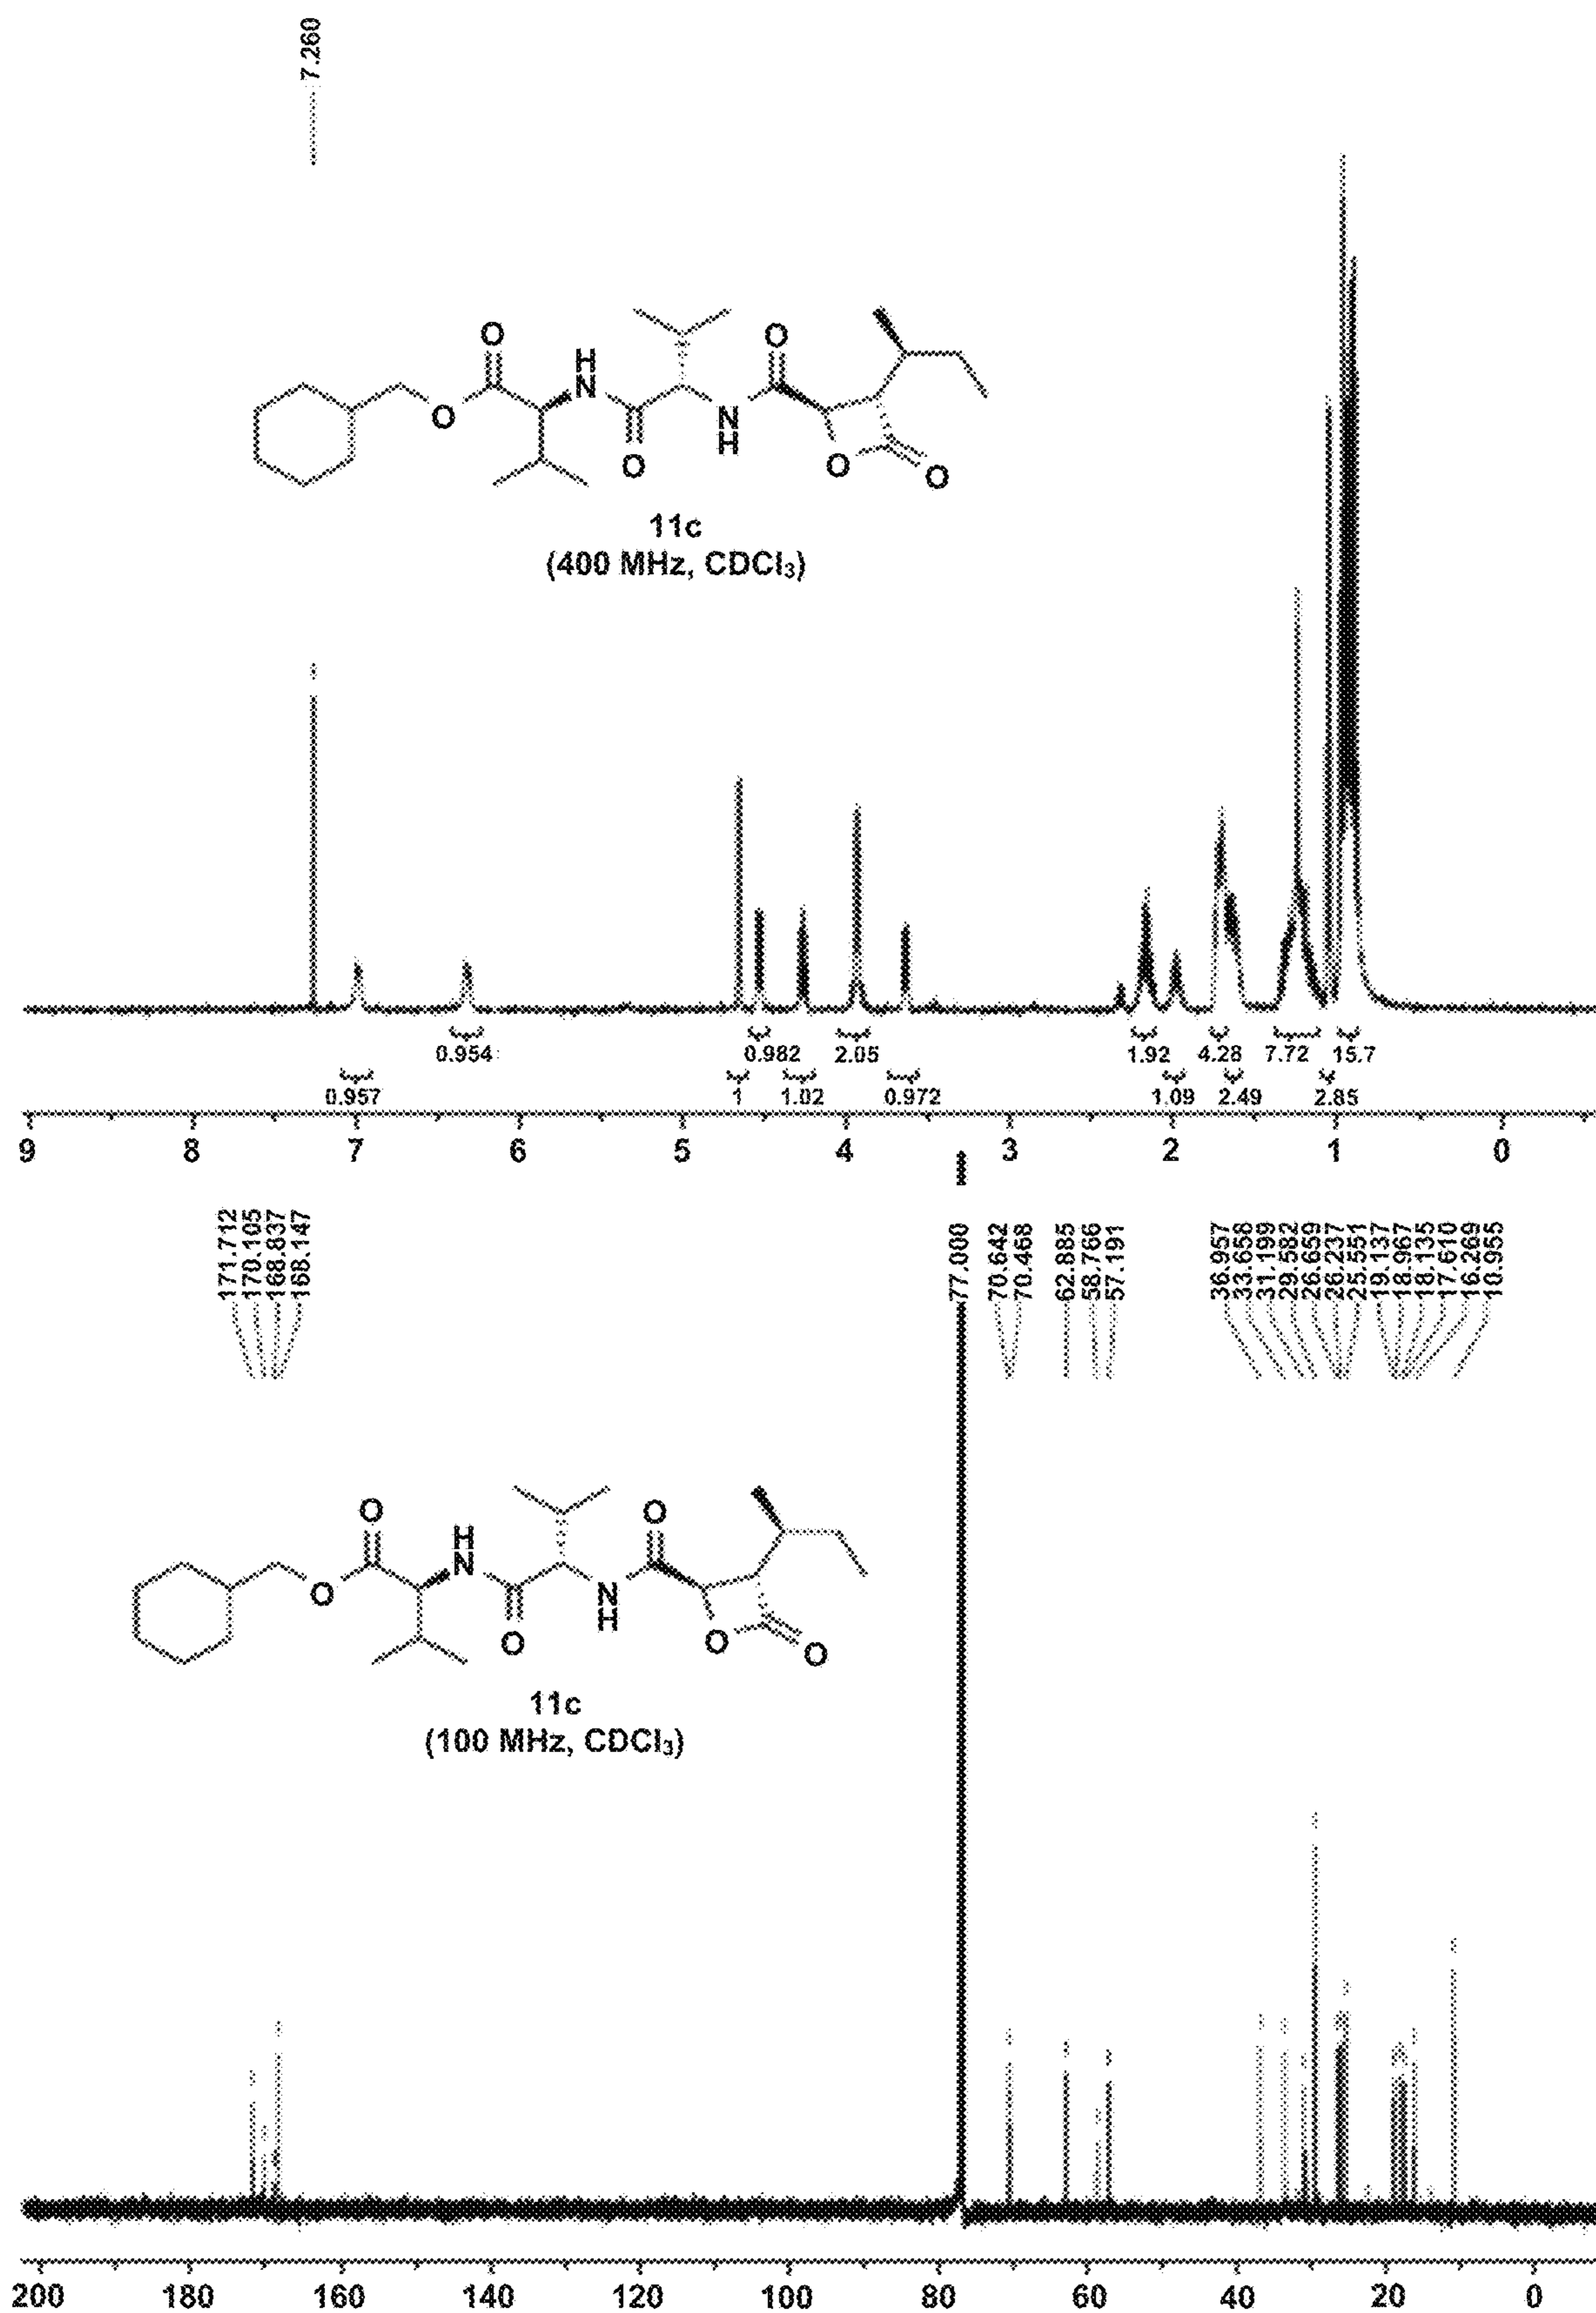 7.260
O
H
N
O
O
O
N
H
O
O
11c
(400 MHz, CDCl₃)
0.954
0.982
2.05
1.92
4.28
7.72
15.7
0.957
1
1.02
0.972
1.09
2.49
2.85
9 8 7 6 5 4 3 2 1 0
171.712
170.105
168.837
168.147
77.000
70.642
70.468
62.885
58.766
57.191
36.957
33.658
31.199
29.582
26.659
26.237
25.551
19.137
18.967
18.135
17.610
16.269
10.955
O
H
N
O
O
O
N
H
O
O
11c
(100 MHz, CDCl₃)
200 180 160 140 120 100 80 60 40 20 0